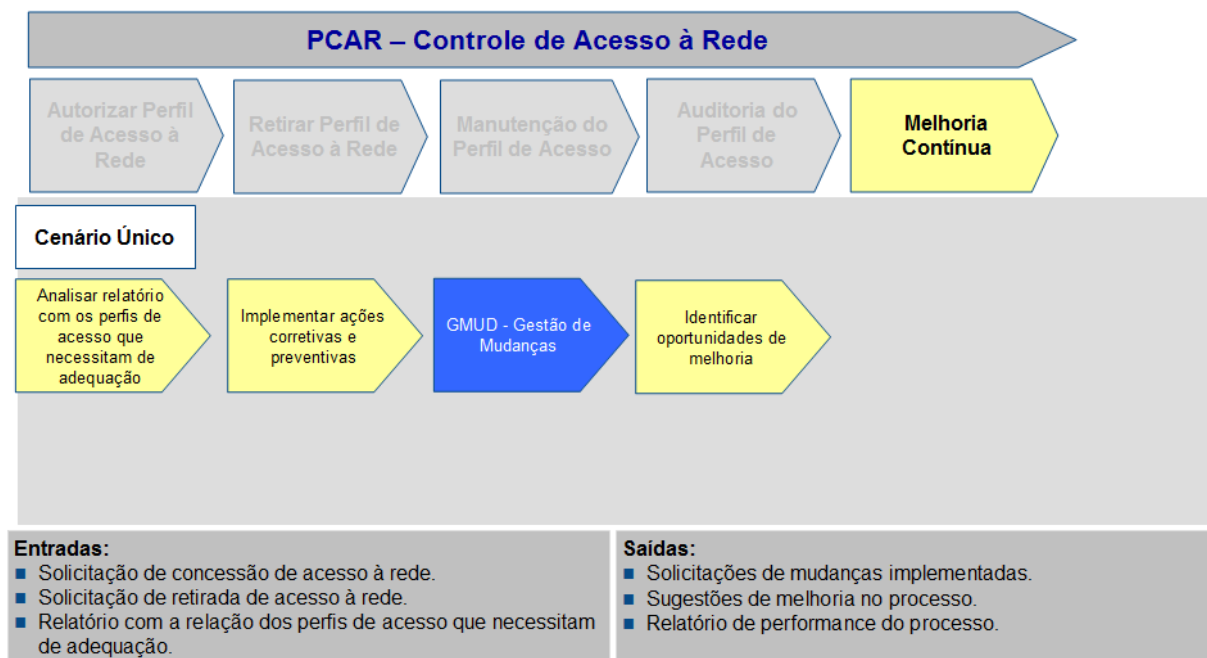 PCAR – Controle de Acesso à Rede
Autorizar Perfil
de Acesso à
Rede
Retirar Perfil de
Acesso à Rede
Manutenção do
Perfil de Acesso
Auditoria do
Perfil de
Acesso
Melhoria
Contínua
Cenário Único
Analisar relatório
com os perfis de
acesso que
necessitam de
adequação
Implementar ações
corretivas e
preventivas
GMUD - Gestão de
Mudanças
Identificar
oportunidades de
melhoria
Entradas:
Solicitação de concessão de acesso à rede.
Solicitação de retirada de acesso à rede.
Relatório com a relação dos perfis de acesso que necessitam
de adequação.
Saídas:
Solicitações de mudanças implementadas.
Sugestões de melhoria no processo.
Relatório de performance do processo.